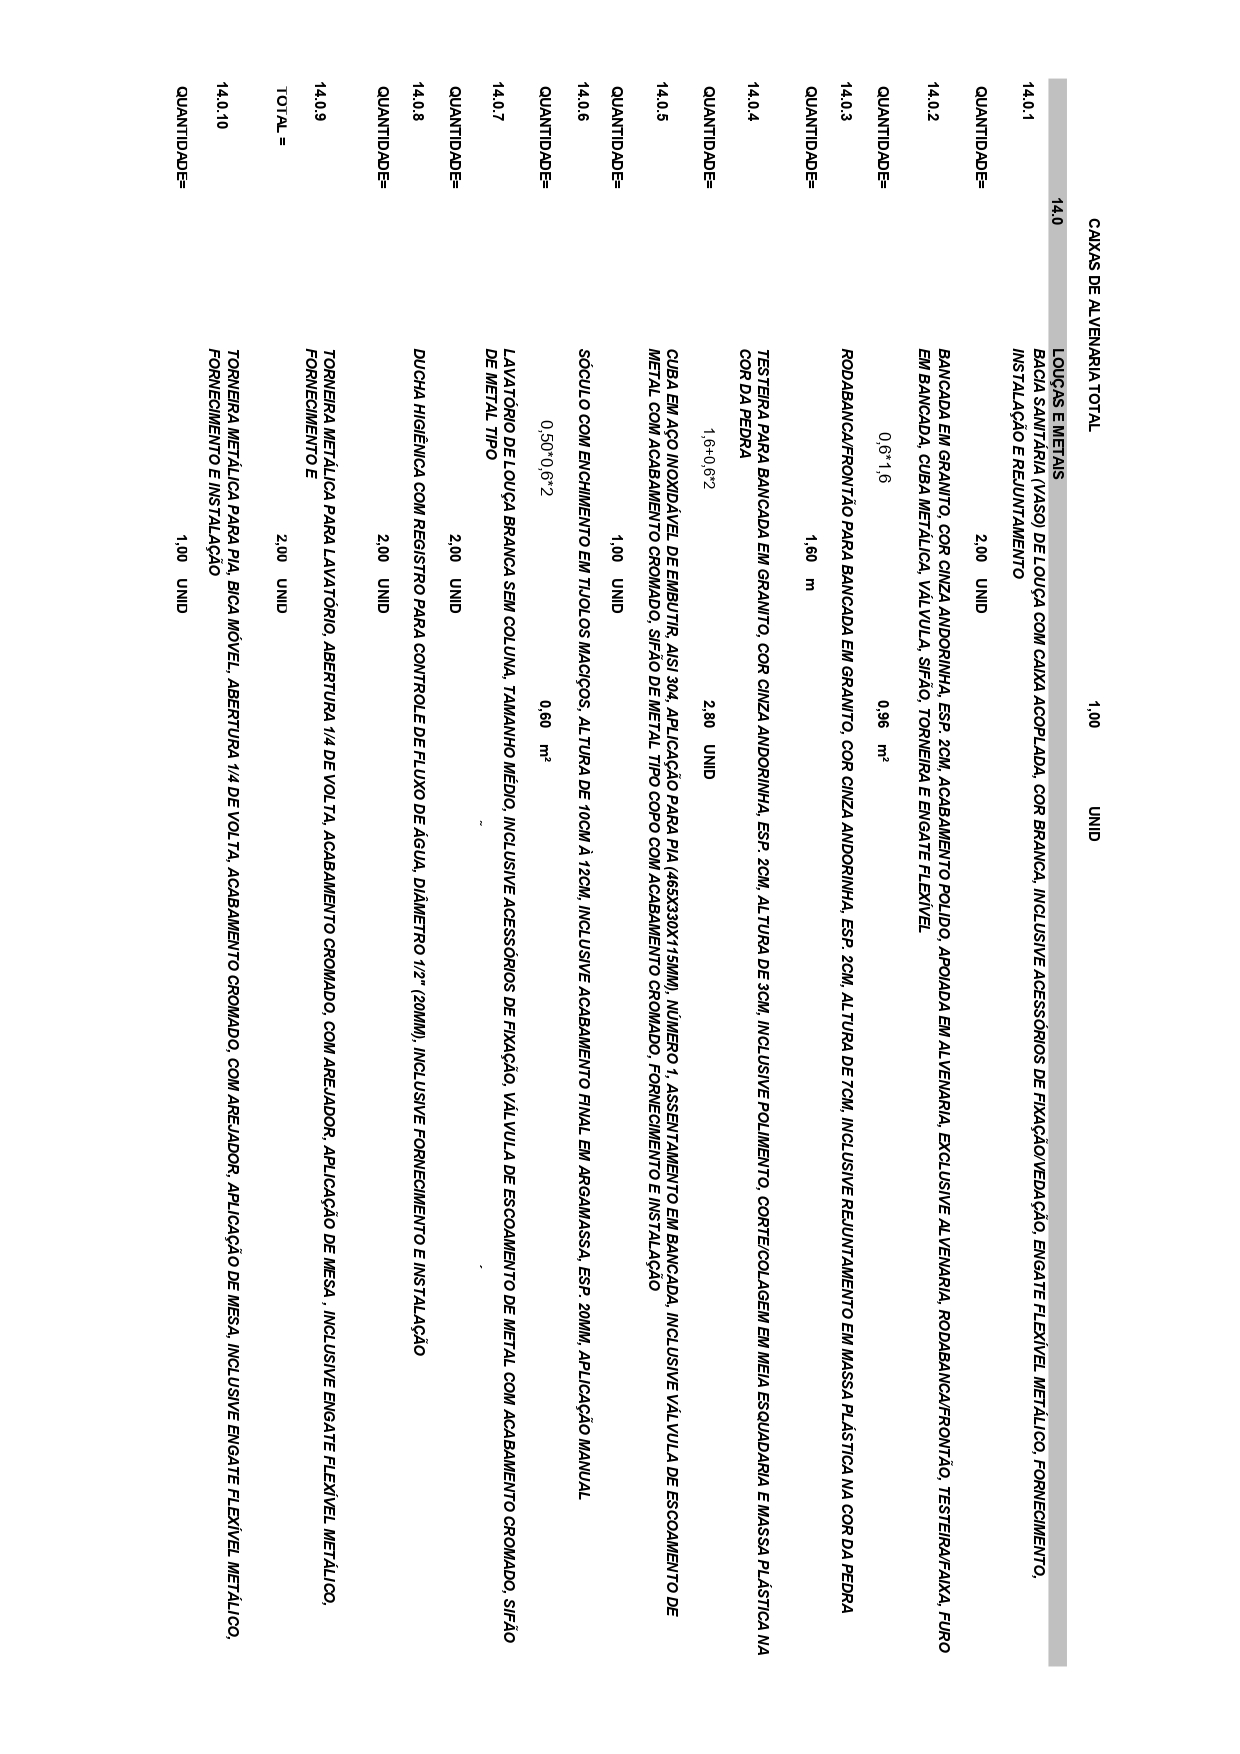 CAIXAS DE ALVENARIA TOTAL 1,00 UNID
14.0 LOUÇAS E METAIS
14.0.1 BACIA SANITÁRIA (VASO) DE LOUÇA COM CAIXA ACOPLADA, COR BRANCA, INCLUSIVE ACESSÓRIOS DE FIXAÇÃO/VEDAÇÃO, ENGATE FLEXÍVEL METÁLICO, FORNECIMENTO,
INSTALAÇÃO E REJUNTAMENTO
QUANTIDADE= 2,00 UNID
14.0.2 BANCADA EM GRANITO, COR CINZA ANDORINHA, ESP. 2CM, ACABAMENTO POLIDO, APOIADA EM ALVENARIA, EXCLUSIVE ALVENARIA, RODABANCA/FRONTÃO, TESTEIRA/FAIXA, FURO
EM BANCADA, CUBA METÁLICA, VÁLVULA, SIFÃO, TORNEIRA E ENGATE FLEXÍVEL
QUANTIDADE= 0,6*1,6 0,96 m²
14.0.3 RODABANCA/FRONTÃO PARA BANCADA EM GRANITO, COR CINZA ANDORINHA, ESP. 2CM, ALTURA DE 7CM, INCLUSIVE REJUNTAMENTO EM MASSA PLÁSTICA NA COR DA PEDRA
QUANTIDADE= 1,60 m
14.0.4 TESTEIRA PARA BANCADA EM GRANITO, COR CINZA ANDORINHA, ESP. 2CM, ALTURA DE 3CM, INCLUSIVE POLIMENTO, CORTE/COLAGEM EM MEIA ESQUADARIA E MASSA PLÁSTICA NA
COR DA PEDRA
QUANTIDADE= 1,6+0,6*2 2,80 UNID
14.0.5 CUBA EM AÇO INOXIDÁVEL DE EMBUTIR, AISI 304, APLICAÇÃO PARA PIA (465X330X115MM), NÚMERO 1, ASSENTAMENTO EM BANCADA, INCLUSIVE VÁLVULA DE ESCOAMENTO DE
METAL COM ACABAMENTO CROMADO, SIFÃO DE METAL TIPO COPO COM ACABAMENTO CROMADO, FORNECIMENTO E INSTALAÇÃO
QUANTIDADE= 1,00 UNID
14.0.6 SÓCULO COM ENCHIMENTO EM TIJOLOS MACIÇOS, ALTURA DE 10CM À 12CM, INCLUSIVE ACABAMENTO FINAL EM ARGAMASSA, ESP. 20MM, APLICAÇÃO MANUAL
QUANTIDADE= 0,50*0,6*2 0,60 m²
14.0.7 LAVATÓRIO DE LOUÇA BRANCA SEM COLUNA, TAMANHO MÉDIO, INCLUSIVE ACESSÓRIOS DE FIXAÇÃO, VÁLVULA DE ESCOAMENTO DE METAL COM ACABAMENTO CROMADO, SIFÃO
DE METAL TIPO
QUANTIDADE= 2,00 UNID
14.0.8 DUCHA HIGIÊNICA COM REGISTRO PARA CONTROLE DE FLUXO DE ÁGUA, DIÂMETRO 1/2" (20MM), INCLUSIVE FORNECIMENTO E INSTALAÇÃO
QUANTIDADE= 2,00 UNID
14.0.9 TORNEIRA METÁLICA PARA LAVATÓRIO, ABERTURA 1/4 DE VOLTA, ACABAMENTO CROMADO, COM AREJADOR, APLICAÇÃO DE MESA , INCLUSIVE ENGATE FLEXÍVEL METÁLICO,
FORNECIMENTO E
TOTAL = 2,00 UNID
14.0.10 TORNEIRA METÁLICA PARA PIA, BICA MÓVEL, ABERTURA 1/4 DE VOLTA, ACABAMENTO CROMADO, COM AREJADOR, APLICAÇÃO DE MESA, INCLUSIVE ENGATE FLEXÍVEL METÁLICO,
FORNECIMENTO E INSTALAÇÃO
QUANTIDADE= 1,00 UNID